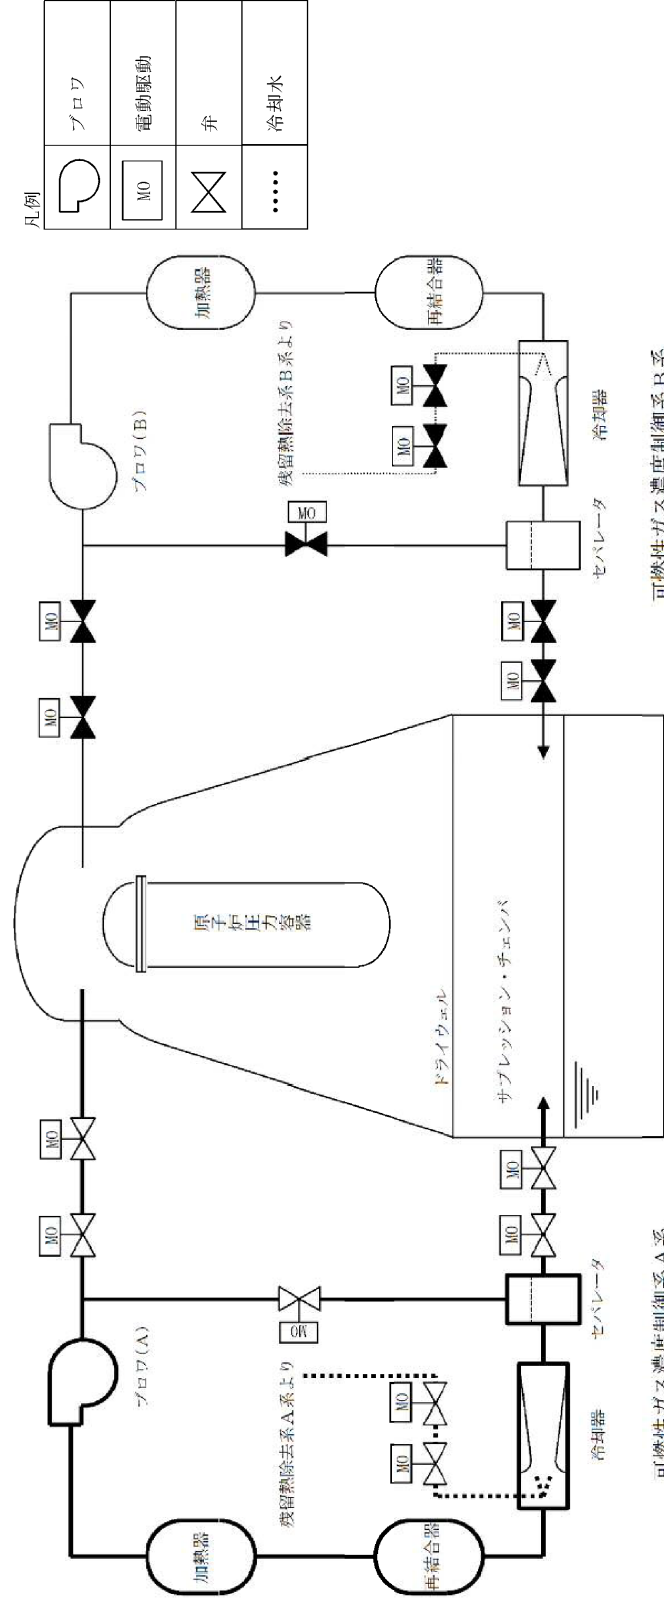 凡例
ブロワ
MO
電動駆動
弁
冷却水
MO
MO
MO
MO
ブロワ(A)
ブロワ(B)
加熱器
原子炉圧力容器
加熱器
残留熱除去系A系より
MO
MO
残留熱除去系B系より
MO
MO
MO
MO
再結合器
ドライウェル
再結合器
MO
MO
サプレッション・チェンバ
MO
MO
冷却器
セパレータ
セパレータ
冷却器
可燃性ガス濃度制御系A系
可燃性ガス濃度制御系B系